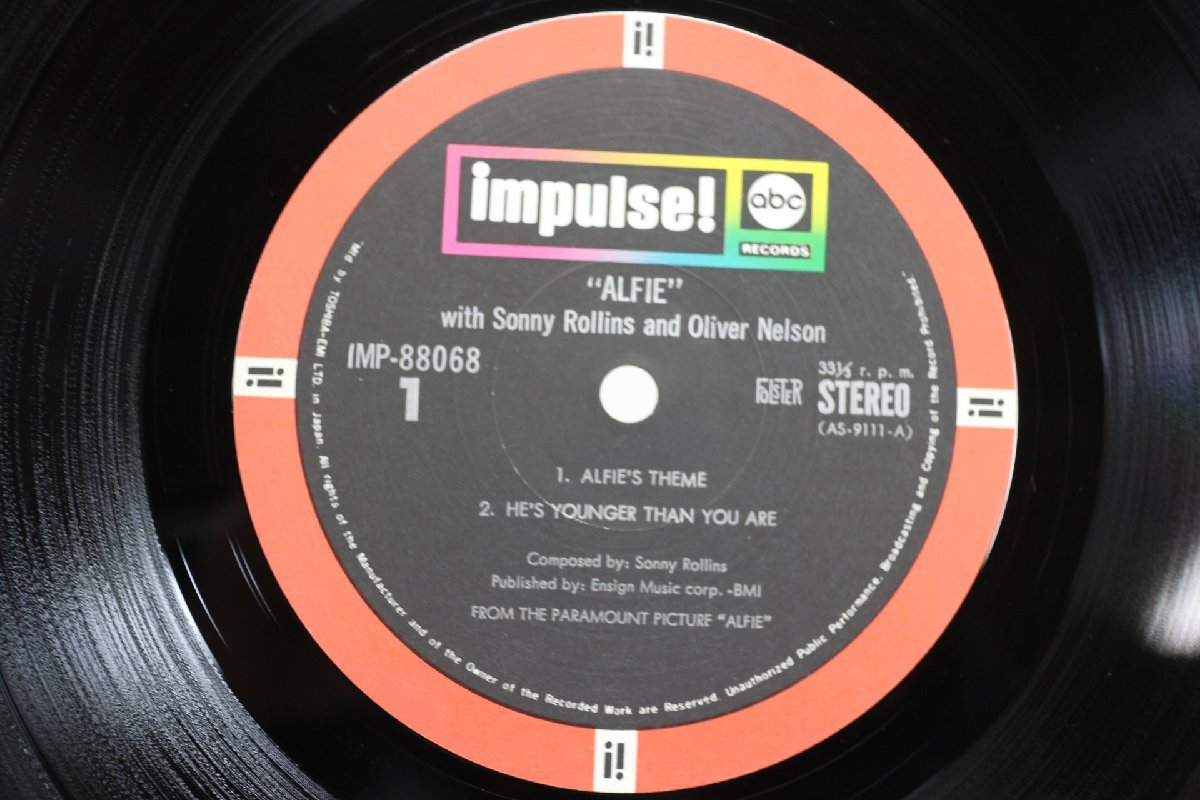 i!
impulse!
abc
RECORDS
"ALFIE"
with Sonny Rollins and Oliver Nelson
IMP-88068
1
33⅓ r. p. m.
STEREO
(AS-9111-A)
i!
i!
1. ALFIE'S THEME
2. HE'S YOUNGER THAN YOU ARE
Composed by: Sonny Rollins
Published by: Ensign Music corp. -BMI
FROM THE PARAMOUNT PICTURE "ALFIE"
Mfd by TOSHIBA-EMI LTD in Japan. All rights of the Manufacturer and of the Owner of the Recorded Work are Reserved. Unauthorized Public Performance, Broadcasting and Copying of the Record Prohibited.
i!